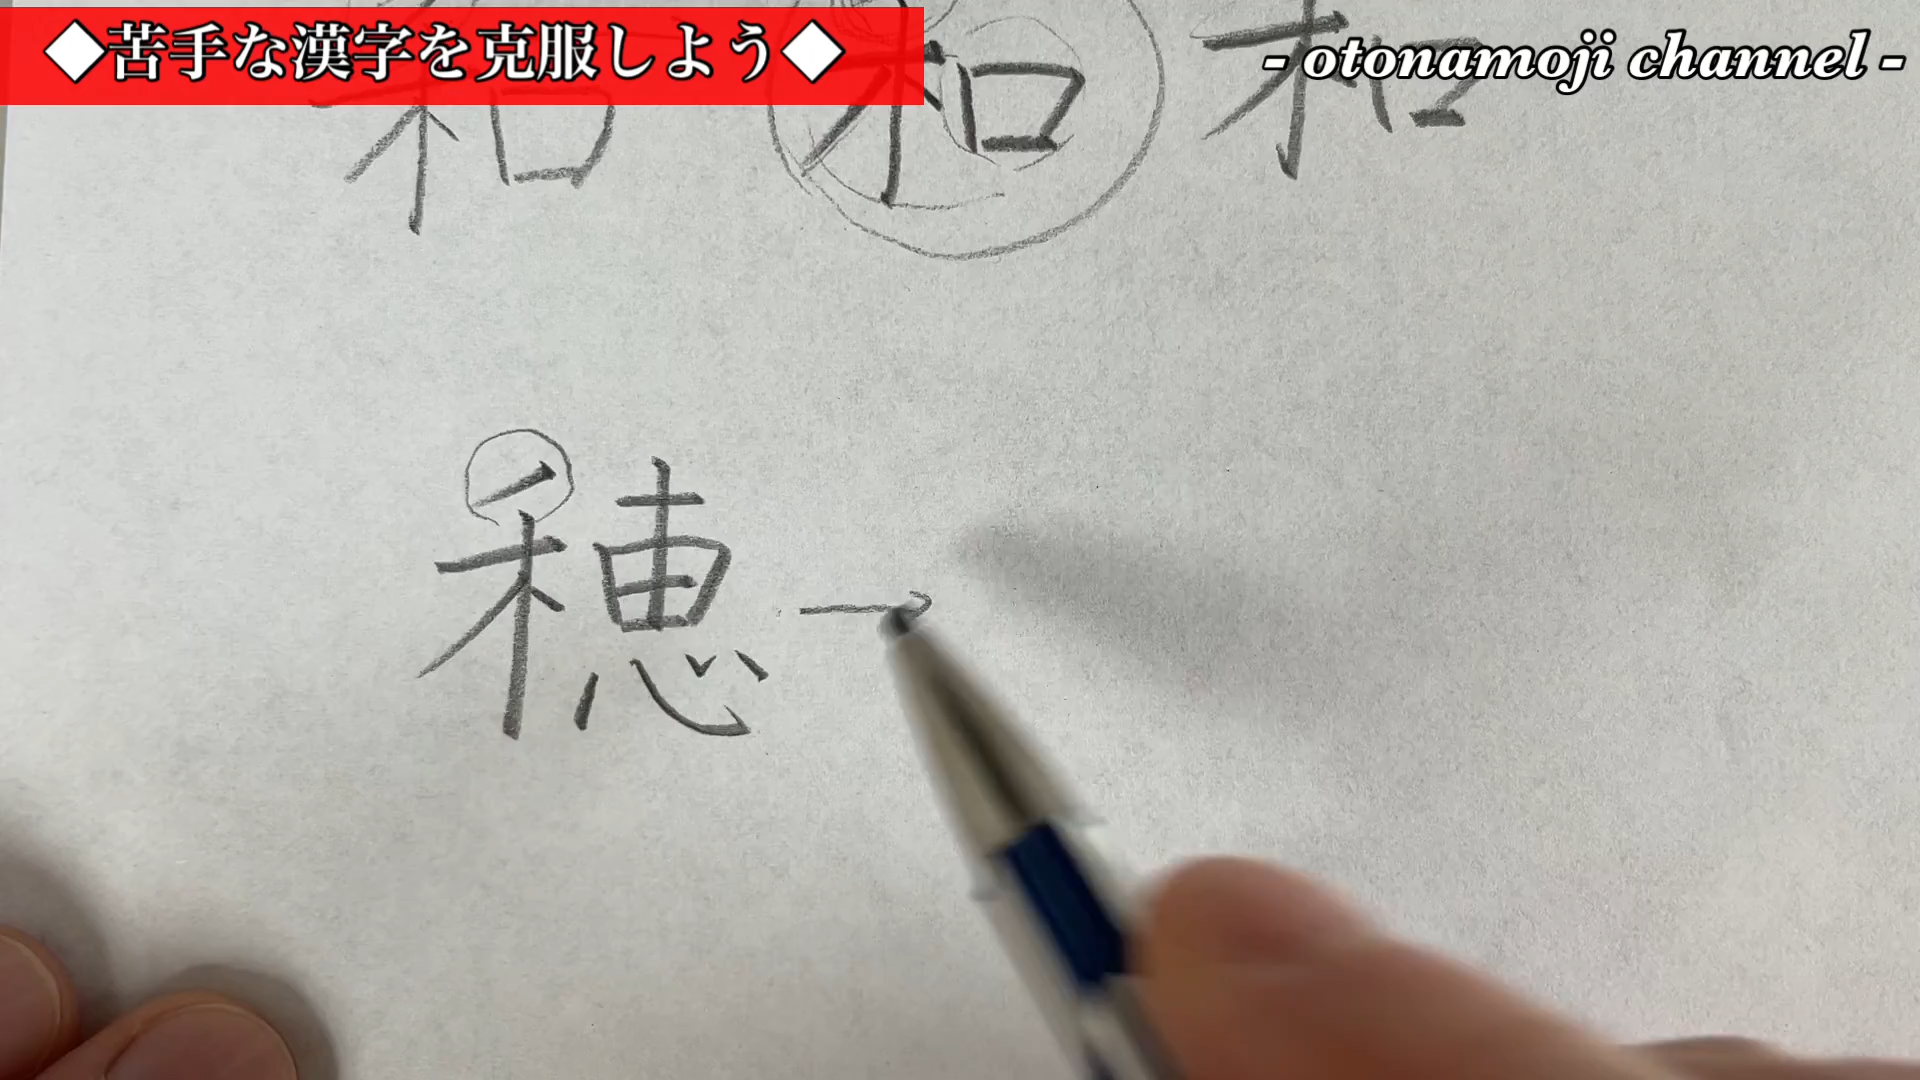 ◆苦手な漢字を克服しよう◆
- otonamoji channel -
和 和 和
穂→